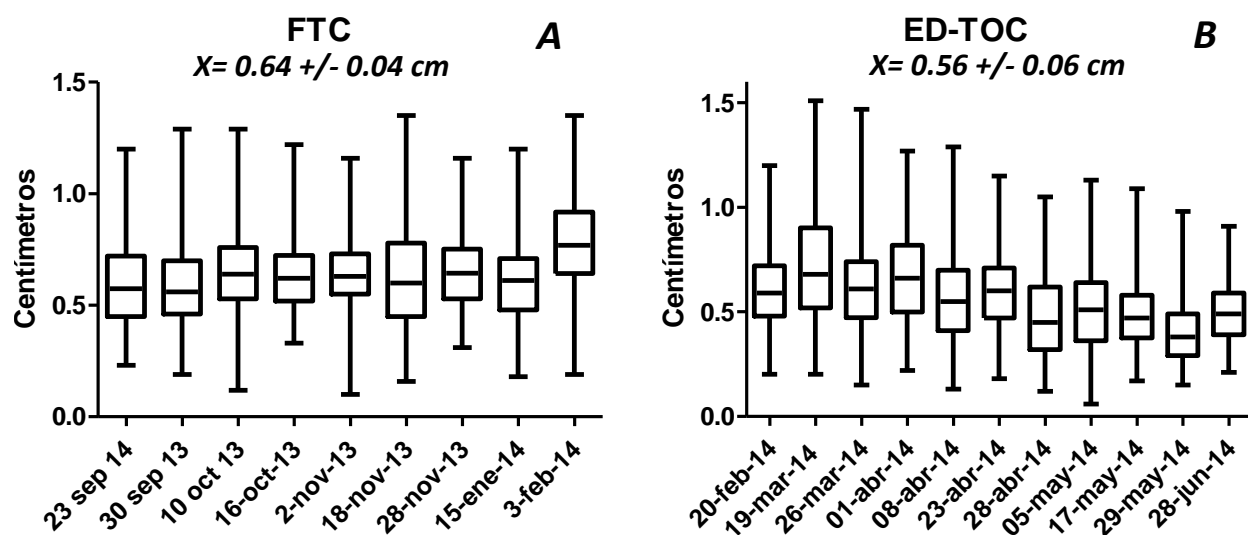 FTC
A
X= 0.64 +/- 0.04 cm
Centímetros
1.5
1.0
0.5
0.0
23 sep 14
30 sep 13
10 oct 13
16-oct-13
2-nov-13
18-nov-13
28-nov-13
15-ene-14
3-feb-14
ED-TOC
B
X= 0.56 +/- 0.06 cm
Centímetros
1.5
1.0
0.5
0.0
20-feb-14
19-mar-14
26-mar-14
01-abr-14
08-abr-14
23-abr-14
28-abr-14
05-may-14
17-may-14
29-may-14
28-jun-14